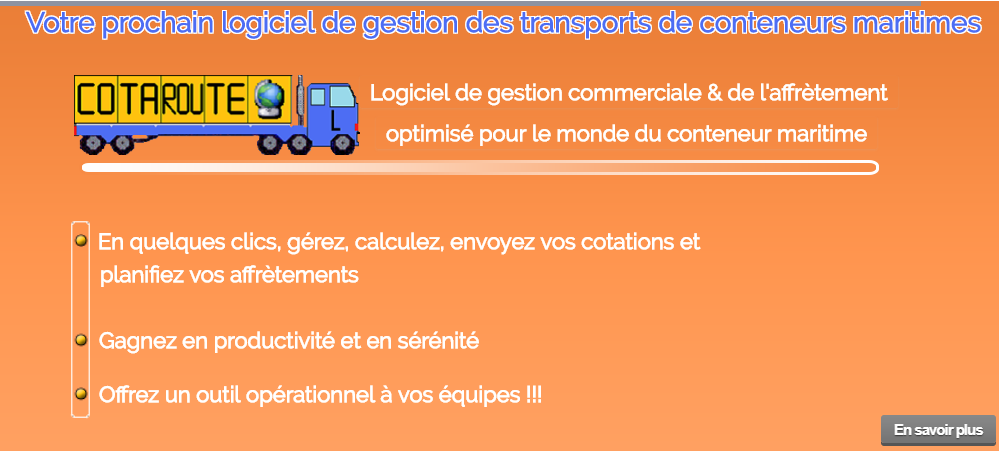 Votre prochain logiciel de gestion des transports de conteneurs maritimes
COTAROUTE
L
Logiciel de gestion commerciale & de l'affrètement
optimisé pour le monde du conteneur maritime
En quelques clics, gérez, calculez, envoyez vos cotations et
planifiez vos affrètements
Gagnez en productivité et en sérénité
Offrez un outil opérationnel à vos équipes !!!
En savoir plus